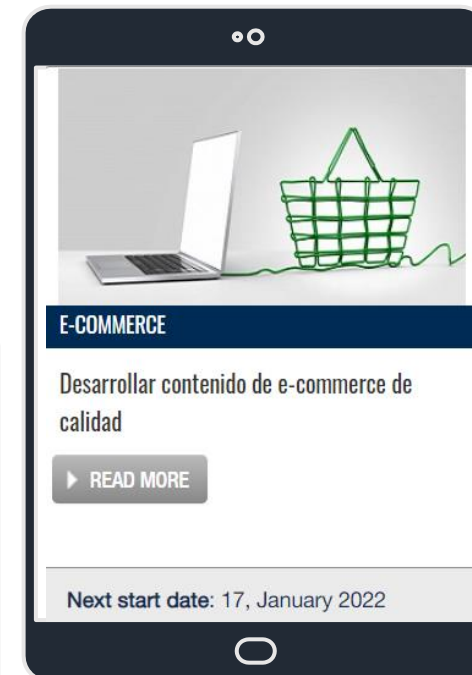 E-COMMERCE
Desarrollar contenido de e-commerce de
calidad
READ MORE
Next start date: 17, January 2022